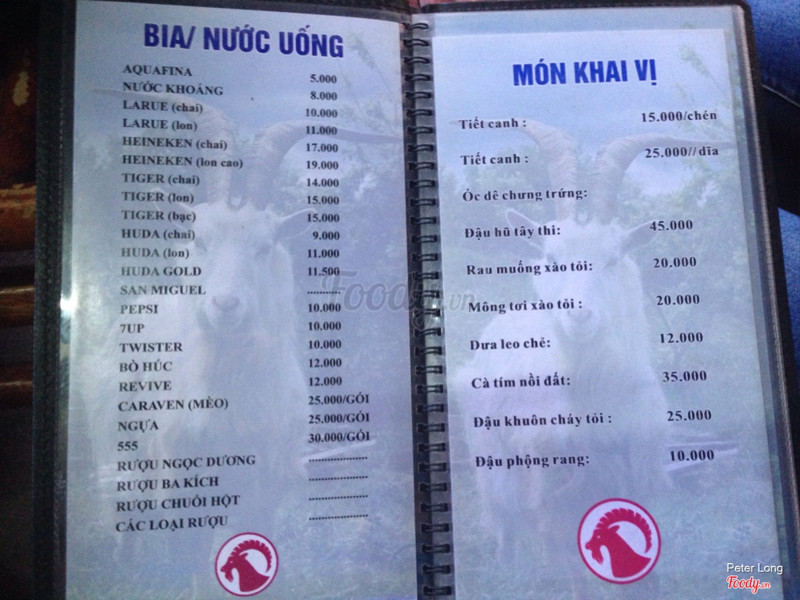 BIA/ NƯỚC UỐNG
AQUAFINA 5.000
NƯỚC KHOÁNG 8.000
LARUE (chai) 10.000
LARUE (lon) 11.000
HEINEKEN (chai) 17.000
HEINEKEN (lon cao) 19.000
TIGER (chai) 14.000
TIGER (lon) 15.000
TIGER (bạc) 15.000
HUDA (chai) 9.000
HUDA (lon) 11.000
HUDA GOLD 11.500
SAN MIGUEL ............
PEPSI 10.000
7UP 10.000
TWISTER 10.000
BÒ HÚC 12.000
REVIVE 12.000
CARAVEN (MÈO) 25.000/GÓI
NGỰA 25.000/GÓI
555 30.000/GÓI
RƯỢU NGỌC DƯƠNG ....................
RƯỢU BA KÍCH ....................
RƯỢU CHUỐI HỘT ....................
CÁC LOẠI RƯỢU ....................
MÓN KHAI VỊ
Tiết canh : 15.000/chén
Tiết canh : 25.000//dĩa
Óc dê chưng trứng:
Đậu hũ tây thi: 45.000
Rau muống xào tỏi: 20.000
Mông tơi xào tỏi : 20.000
Dưa leo chẻ: 12.000
Cà tím nồi đất: 35.000
Đậu khuôn cháy tỏi : 25.000
Đậu phộng rang: 10.000
Foody.vn
Peter Long
Foody.vn